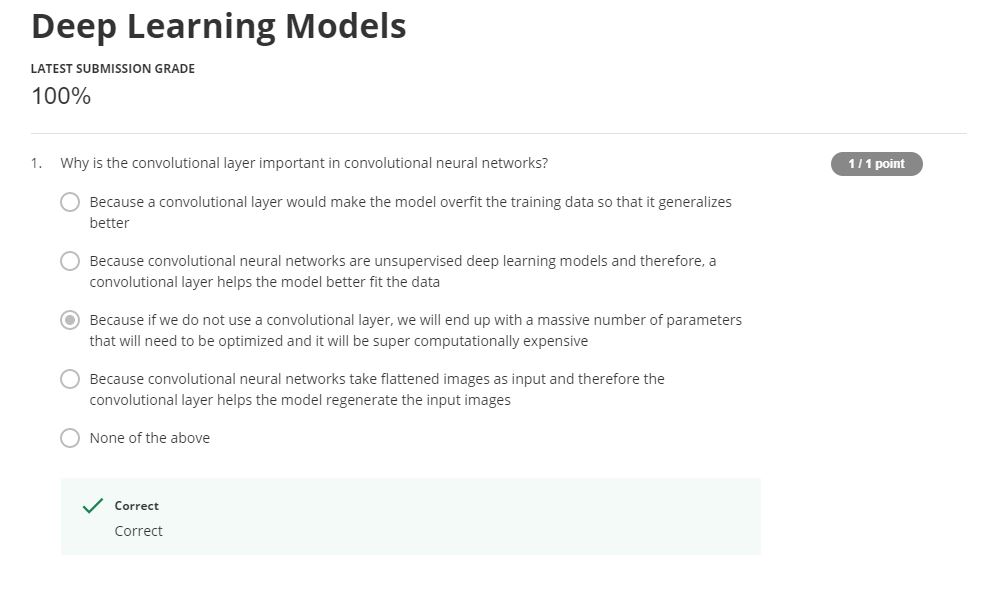 Deep Learning Models
LATEST SUBMISSION GRADE
100%
1. Why is the convolutional layer important in convolutional neural networks?
1 / 1 point
Because a convolutional layer would make the model overfit the training data so that it generalizes
better
Because convolutional neural networks are unsupervised deep learning models and therefore, a
convolutional layer helps the model better fit the data
Because if we do not use a convolutional layer, we will end up with a massive number of parameters
that will need to be optimized and it will be super computationally expensive
Because convolutional neural networks take flattened images as input and therefore the
convolutional layer helps the model regenerate the input images
None of the above
Correct
Correct